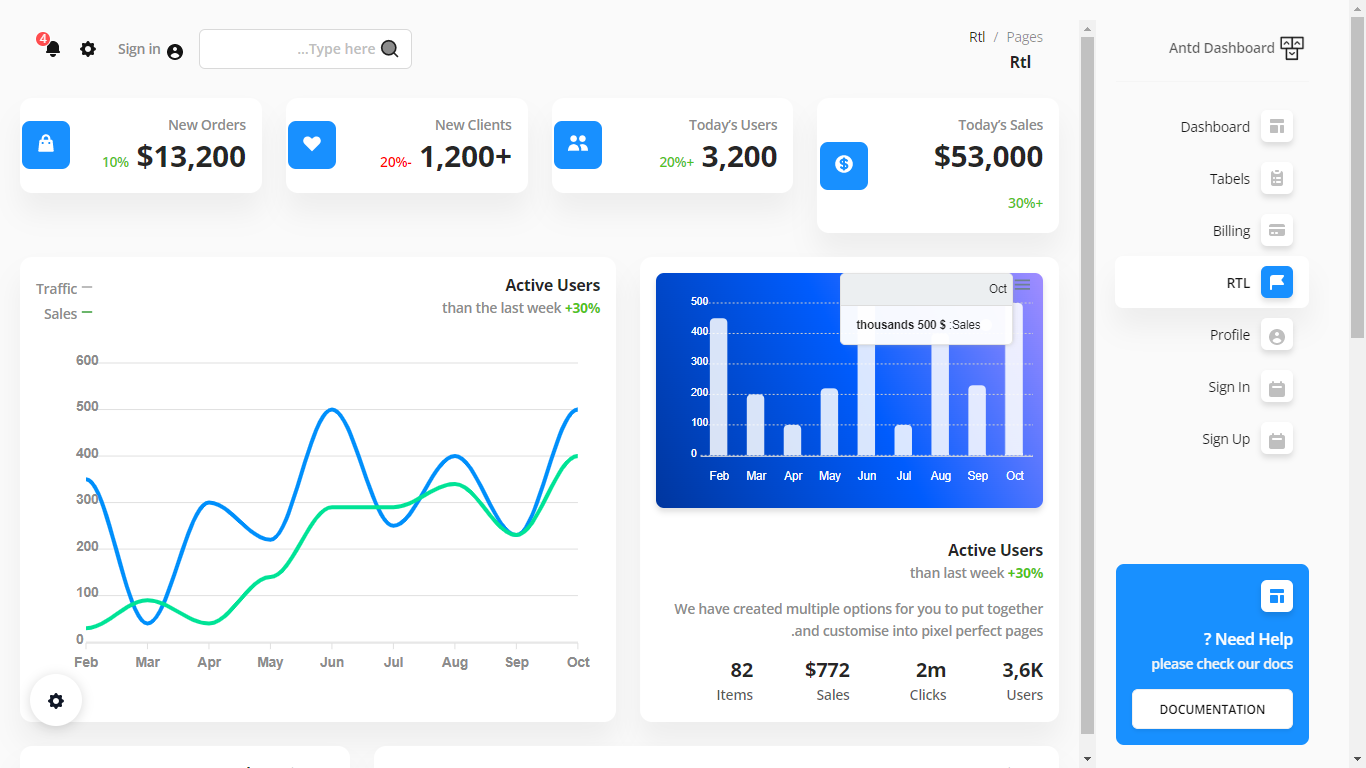 4
Sign in
Type here...
Rtl / Pages
Rtl
Antd Dashboard
New Orders
10% $13,200
New Clients
20%- 1,200+
Today's Users
20%+ 3,200
Today's Sales
$53,000
30%+
Dashboard
Tabels
Billing
RTL
Profile
Sign In
Sign Up
Traffic
Sales
Active Users
than the last week +30%
600
500
400
300
200
100
0
Feb Mar Apr May Jun Jul Aug Sep Oct
Oct
thousands 500 $ :Sales
500
400
300
200
100
0
Feb Mar Apr May Jun Jul Aug Sep Oct
Active Users
than last week +30%
We have created multiple options for you to put together
.and customise into pixel perfect pages
82 $772 2m 3,6K
Items Sales Clicks Users
? Need Help
please check our docs
DOCUMENTATION